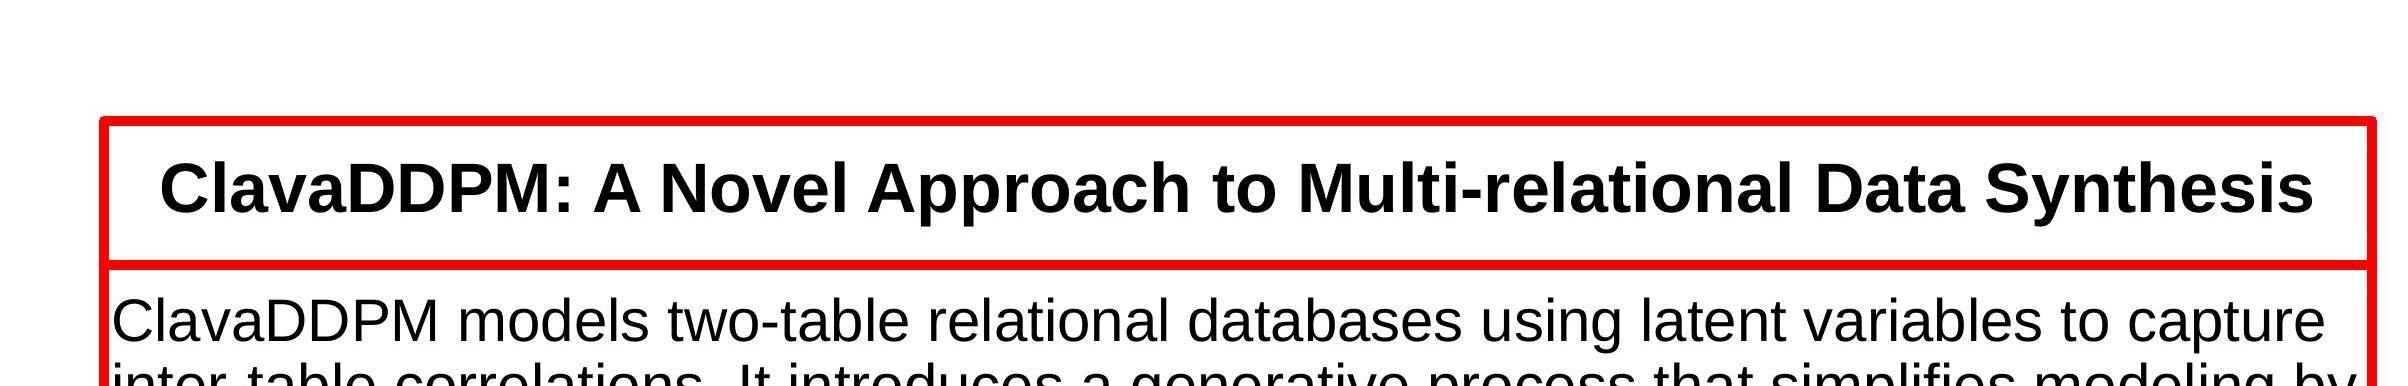 ClavaDDPM: A Novel Approach to Multi-relational Data Synthesis
ClavaDDPM models two-table relational databases using latent variables to capture
inter-table correlations. It introduces a generative process that simplifies modeling by